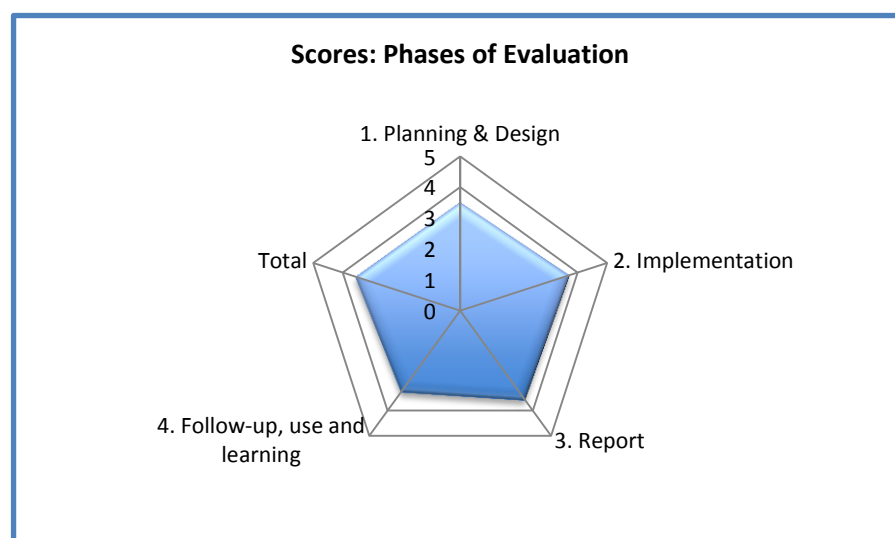 Scores: Phases of Evaluation
1. Planning & Design
5
4
3
2
1
0
Total
2. Implementation
4. Follow-up, use and
learning
3. Report